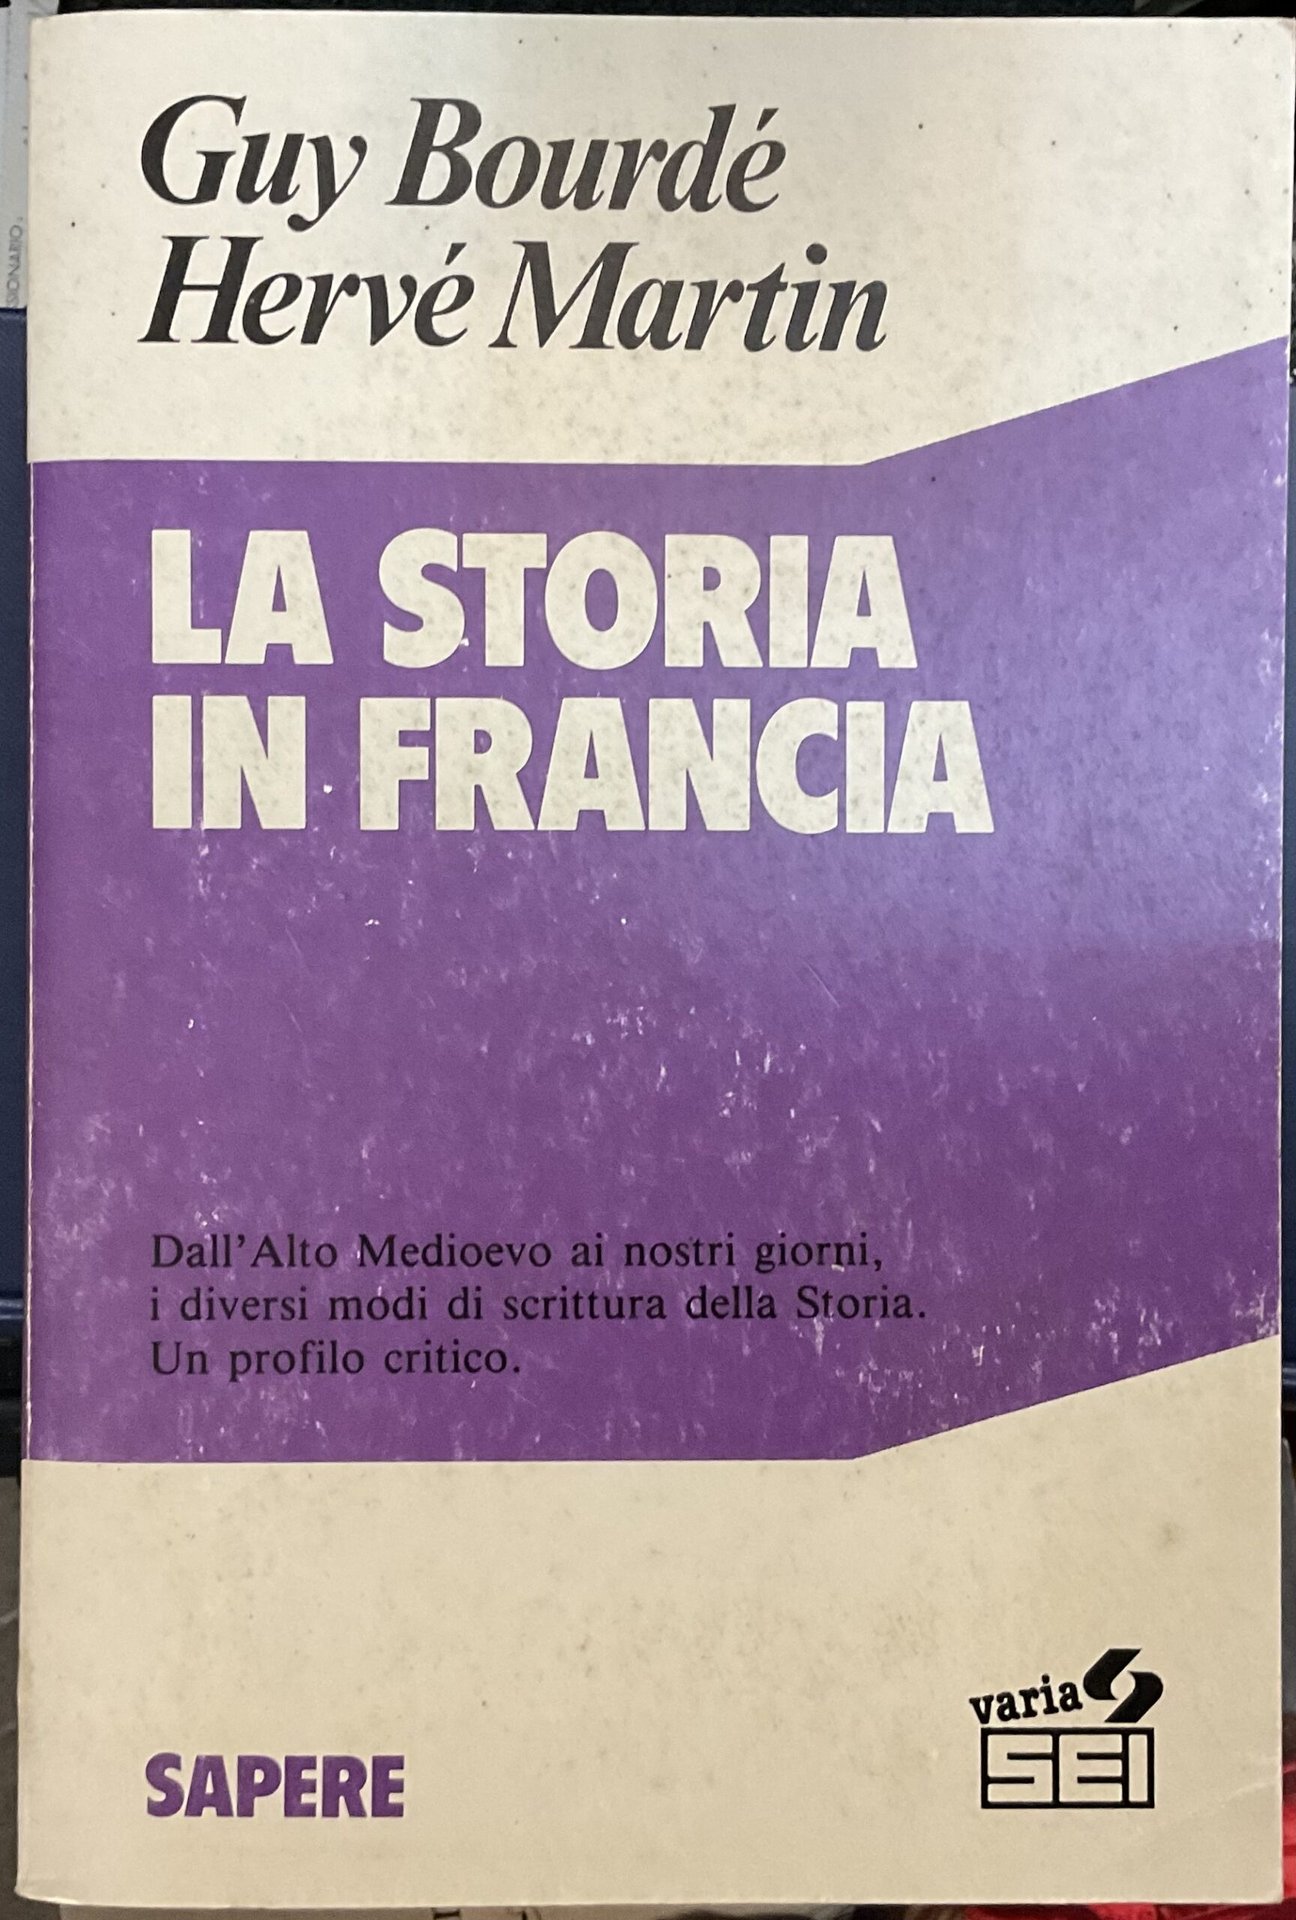 Guy Bourdé
Hervé Martin
LA STORIA
IN FRANCIA
Dall'Alto Medioevo ai nostri giorni,
i diversi modi di scrittura della Storia.
Un profilo critico.
SAPERE
varia
SEI